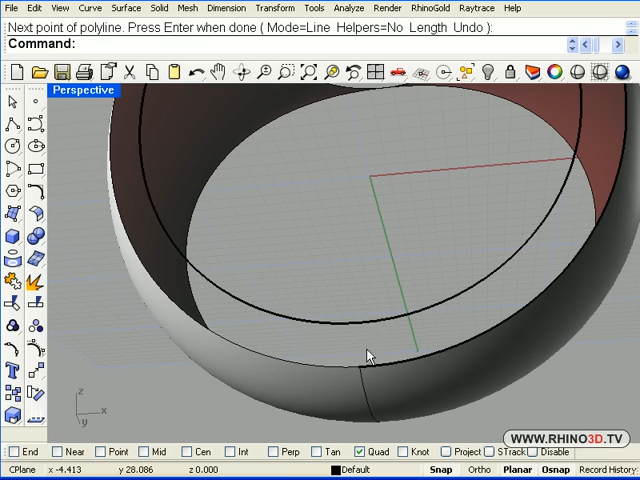 File Edit View Curve Surface Solid Mesh Dimension Transform Tools Analyze Render RhinoGold Raytrace Help
Next point of polyline. Press Enter when done ( Mode=Line Helpers=No Length Undo ):
Command:
Perspective
z
x
y
WWW.RHINO3D.TV
End Near Point Mid Cen Int Perp Tan Quad Knot Project STrack Disable
CPlane x -4.413 y 28.086 z 0.000 Default Snap Ortho Planar Osnap Record History